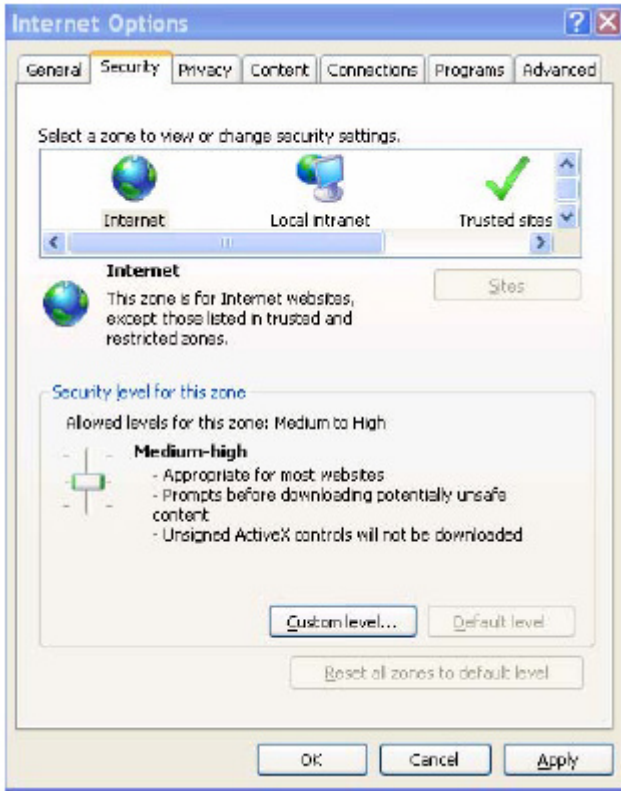 Internet Options
General Security Privacy Content Connections Programs Advanced
Select a zone to view or change security settings.
Internet Local intranet Trusted sites
Internet
Sites
This zone is for Internet websites,
except those listed in trusted and
restricted zones.
Security level for this zone
Allowed levels for this zone: Medium to High
Medium-high
- Appropriate for most websites
- Prompts before downloading potentially unsafe
content
- Unsigned ActiveX controls will not be downloaded
Custom level... Default level
Reset all zones to default level
OK Cancel Apply